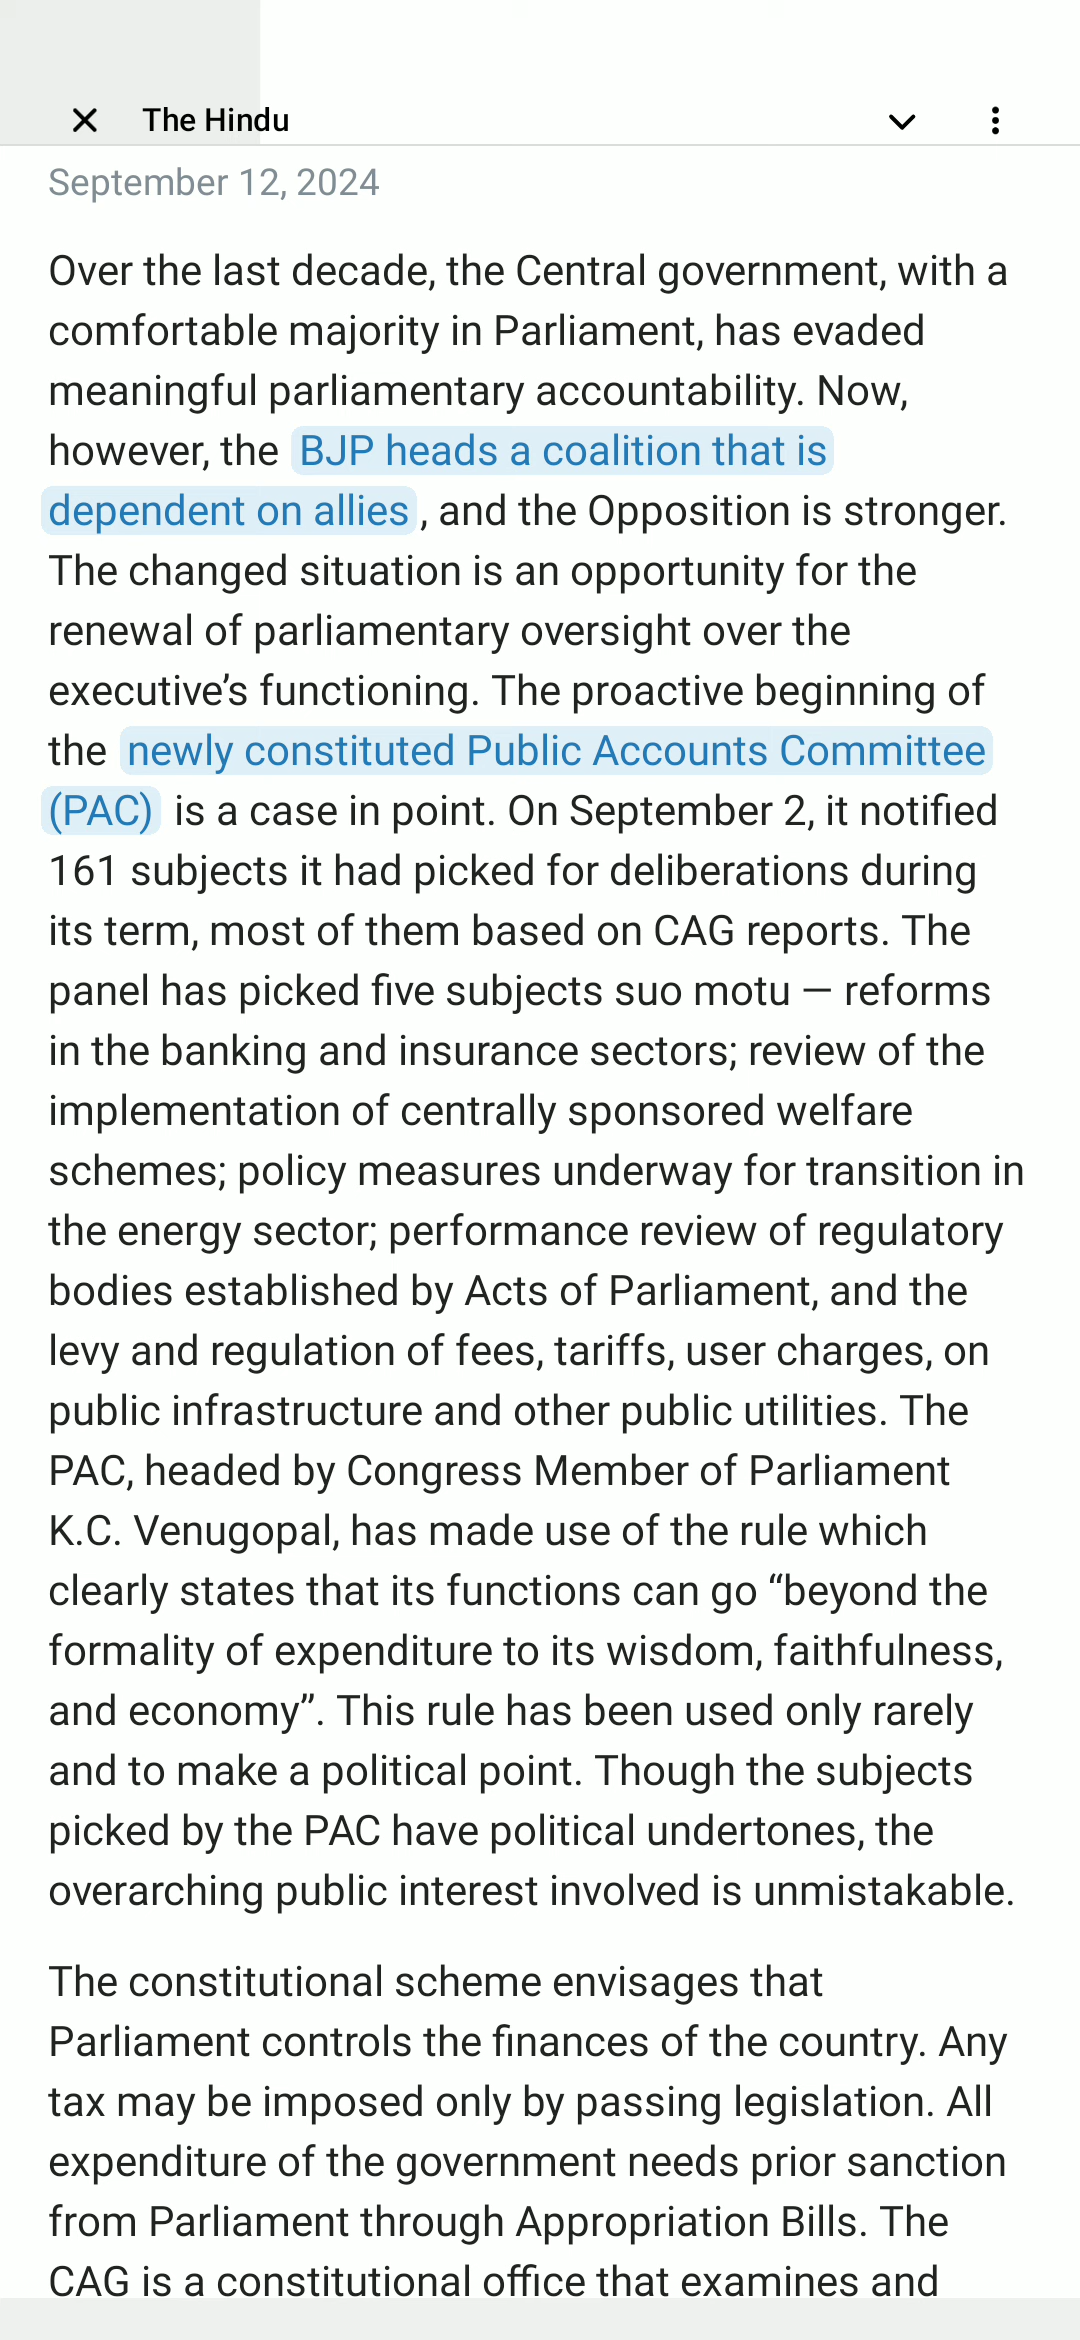 The Hindu
September 12, 2024
Over the last decade, the Central government, with a
comfortable majority in Parliament, has evaded
meaningful parliamentary accountability. Now,
however, the BJP heads a coalition that is
dependent on allies, and the Opposition is stronger.
The changed situation is an opportunity for the
renewal of parliamentary oversight over the
executive’s functioning. The proactive beginning of
the newly constituted Public Accounts Committee
(PAC) is a case in point. On September 2, it notified
161 subjects it had picked for deliberations during
its term, most of them based on CAG reports. The
panel has picked five subjects suo motu — reforms
in the banking and insurance sectors; review of the
implementation of centrally sponsored welfare
schemes; policy measures underway for transition in
the energy sector; performance review of regulatory
bodies established by Acts of Parliament, and the
levy and regulation of fees, tariffs, user charges, on
public infrastructure and other public utilities. The
PAC, headed by Congress Member of Parliament
K.C. Venugopal, has made use of the rule which
clearly states that its functions can go “beyond the
formality of expenditure to its wisdom, faithfulness,
and economy”. This rule has been used only rarely
and to make a political point. Though the subjects
picked by the PAC have political undertones, the
overarching public interest involved is unmistakable.
The constitutional scheme envisages that
Parliament controls the finances of the country. Any
tax may be imposed only by passing legislation. All
expenditure of the government needs prior sanction
from Parliament through Appropriation Bills. The
CAG is a constitutional office that examines and